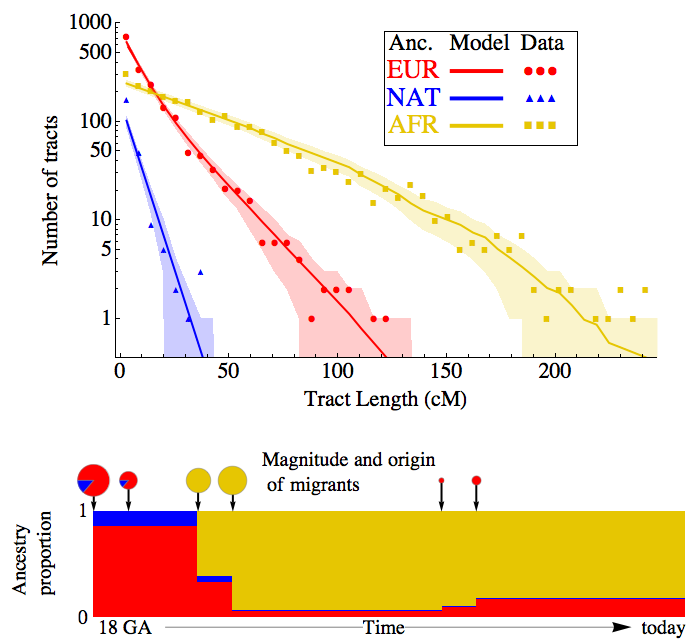 1000
500
100
50
10
5
1
Number of tracts
Anc. Model Data
EUR
NAT
AFR
0 50 100 150 200
Tract Length (cM)
Magnitude and origin
of migrants
1
0
Ancestry
proportion
18 GA Time today